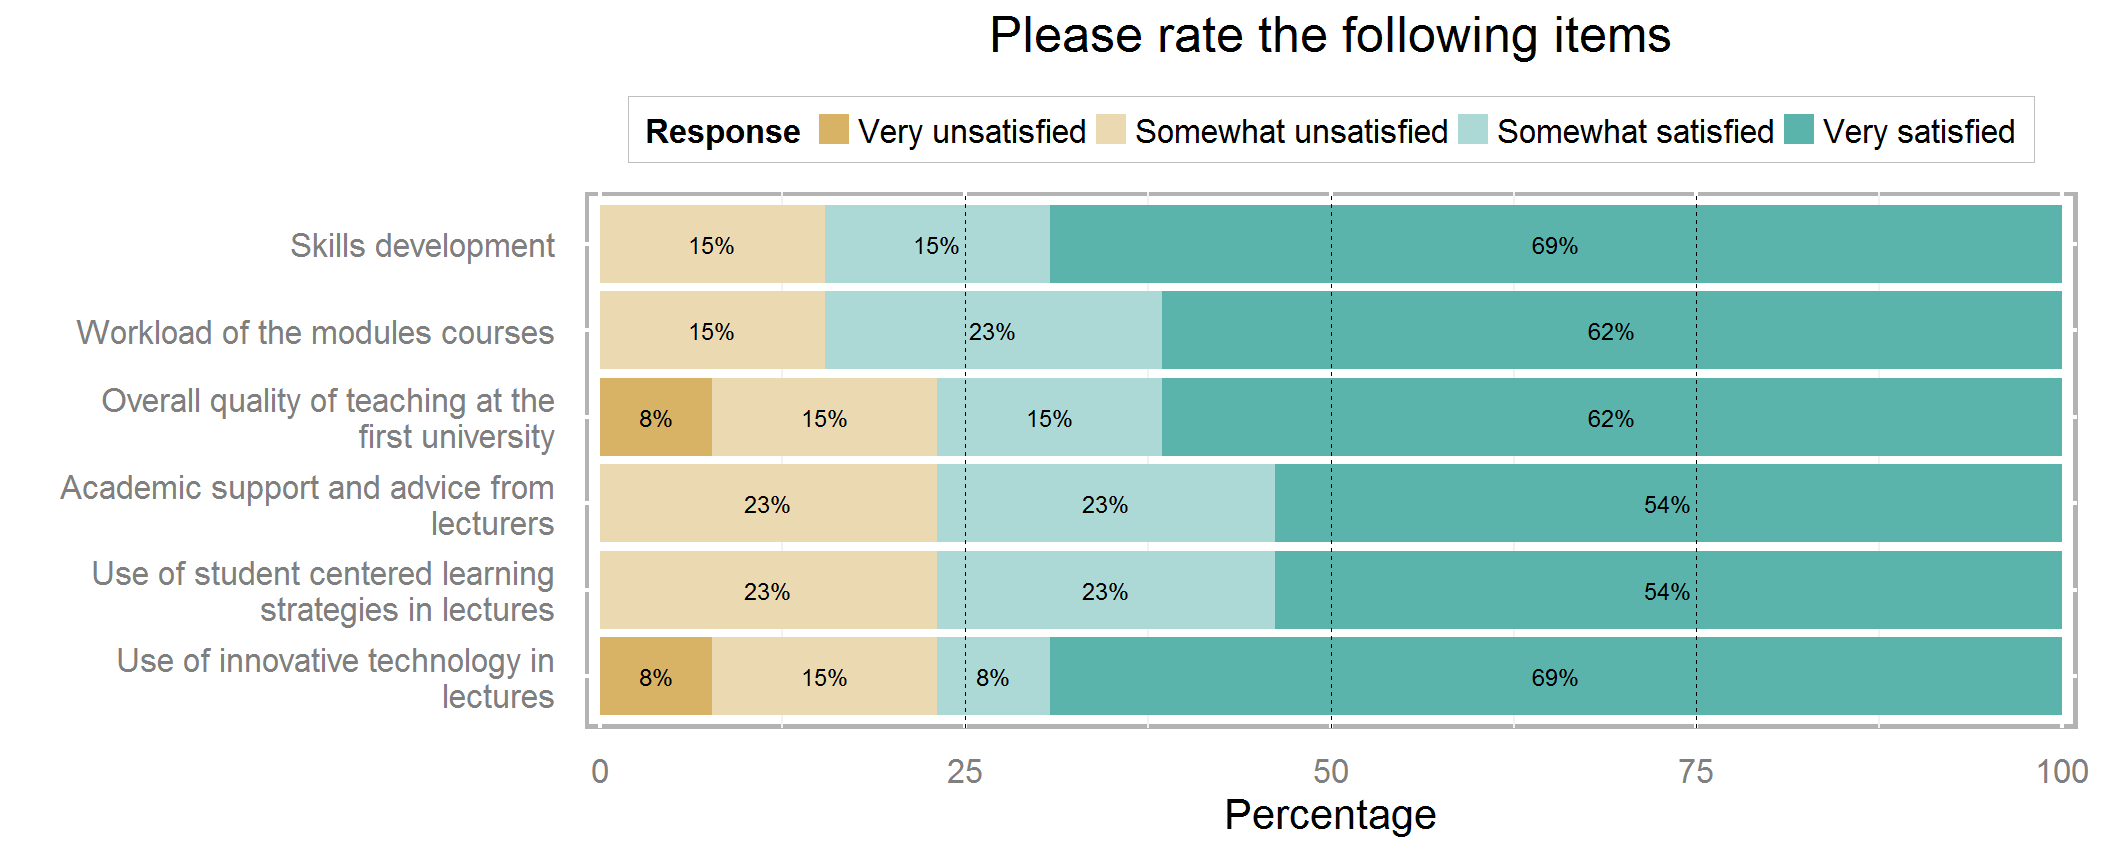 Please rate the following items
Response Very unsatisfied Somewhat unsatisfied Somewhat satisfied Very satisfied
Skills development 15% 15% 69%
Workload of the modules courses 15% 23% 62%
Overall quality of teaching at the
first university
8% 15% 15% 62%
Academic support and advice from
lecturers
23% 23% 54%
Use of student centered learning
strategies in lectures
23% 23% 54%
Use of innovative technology in
lectures
8% 15% 8% 69%
0 25 50 75 100
Percentage